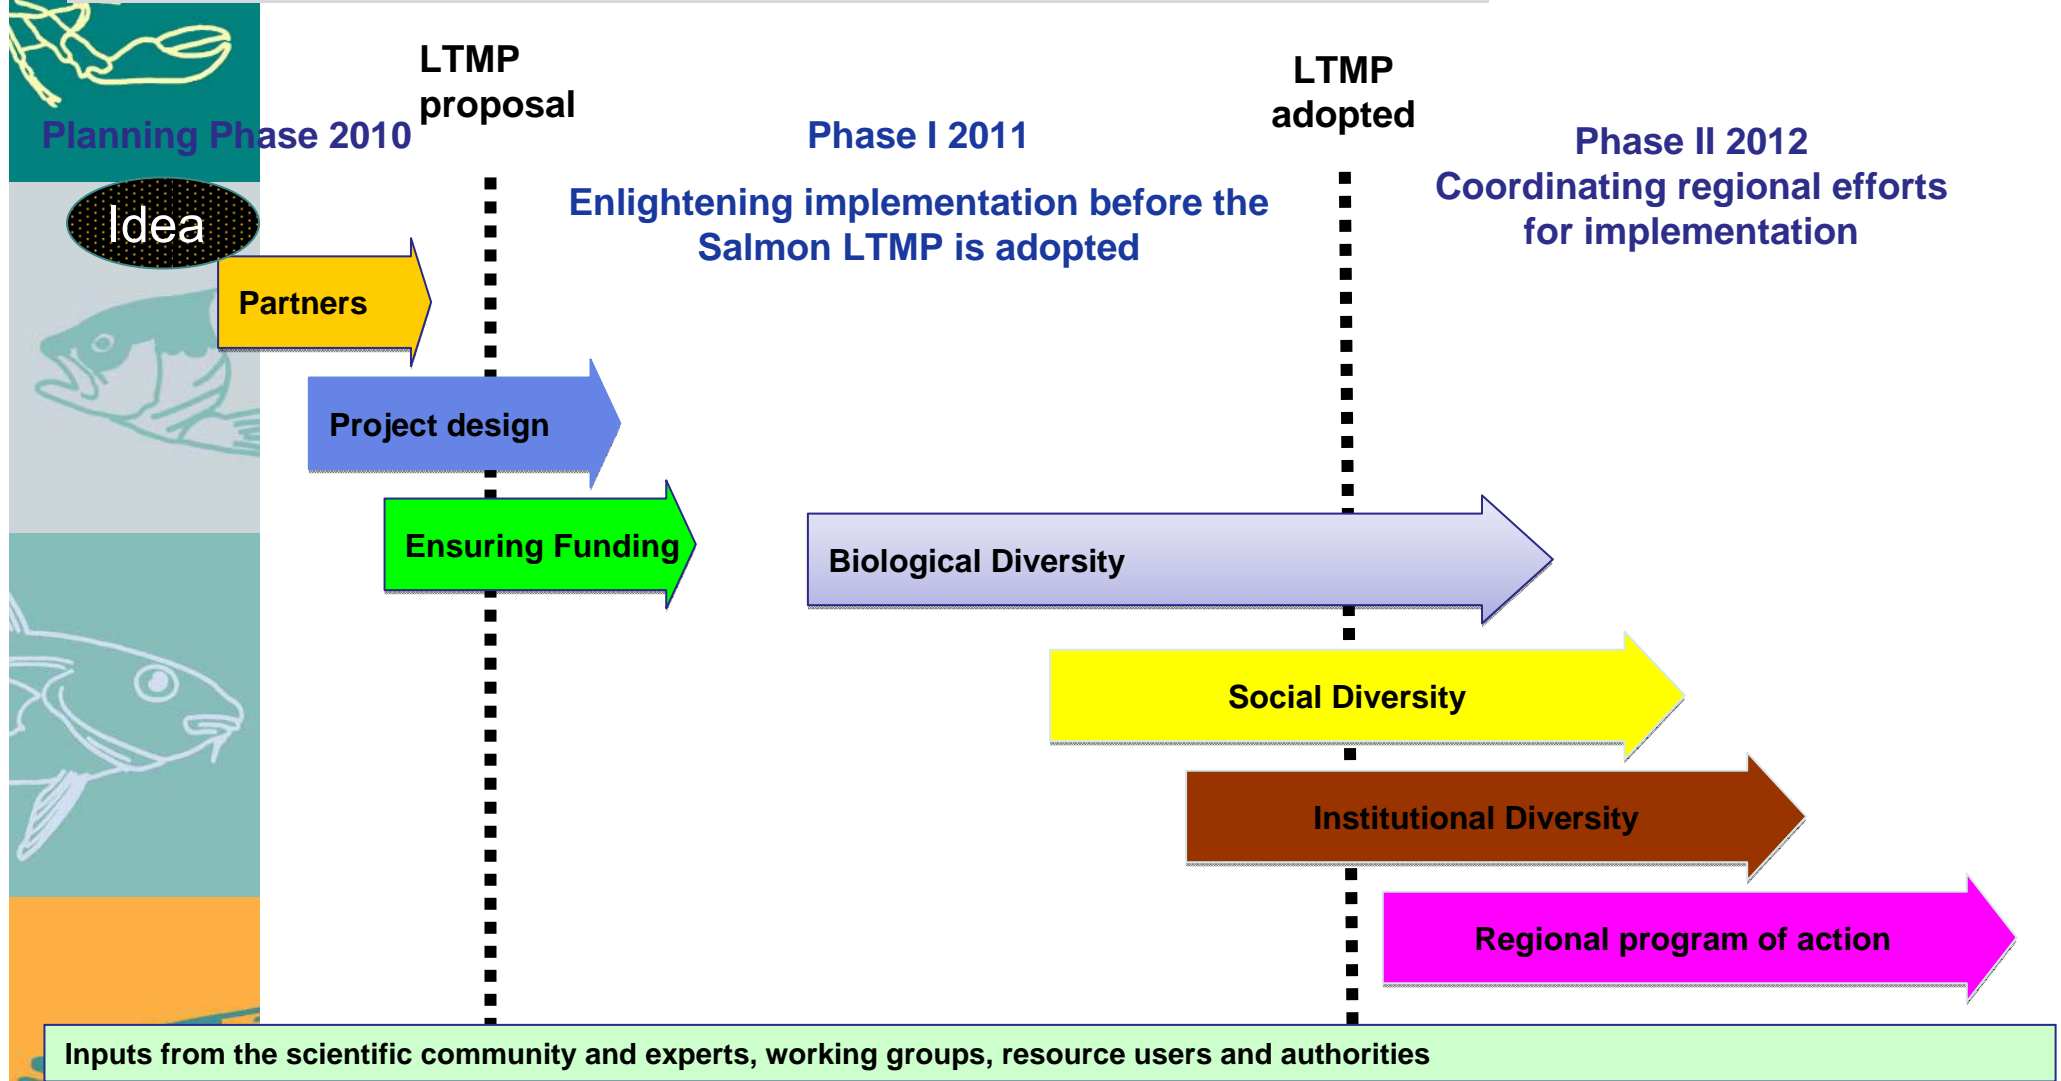 LTMP
proposal
LTMP
adopted
Planning Phase 2010
Phase I 2011
Phase II 2012
Enlightening implementation before the
Salmon LTMP is adopted
Coordinating regional efforts
for implementation
Idea
Partners
Project design
Ensuring Funding
Biological Diversity
Social Diversity
Institutional Diversity
Regional program of action
Inputs from the scientific community and experts, working groups, resource users and authorities